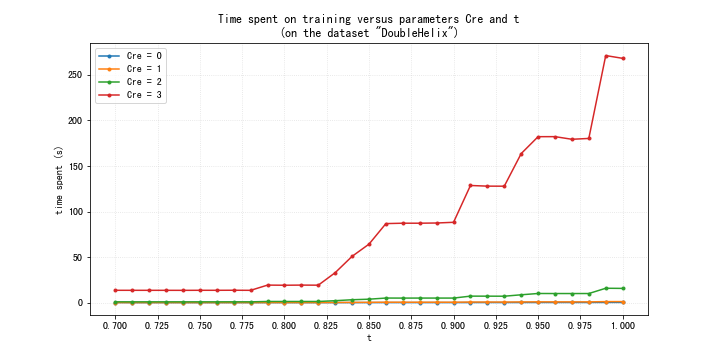 Time spent on training versus parameters Cre and t
(on the dataset "DoubleHelix")
Cre = 0
Cre = 1
Cre = 2
Cre = 3
time spent (s)
250
200
150
100
50
0
0.700 0.725 0.750 0.775 0.800 0.825 0.850 0.875 0.900 0.925 0.950 0.975 1.000
t